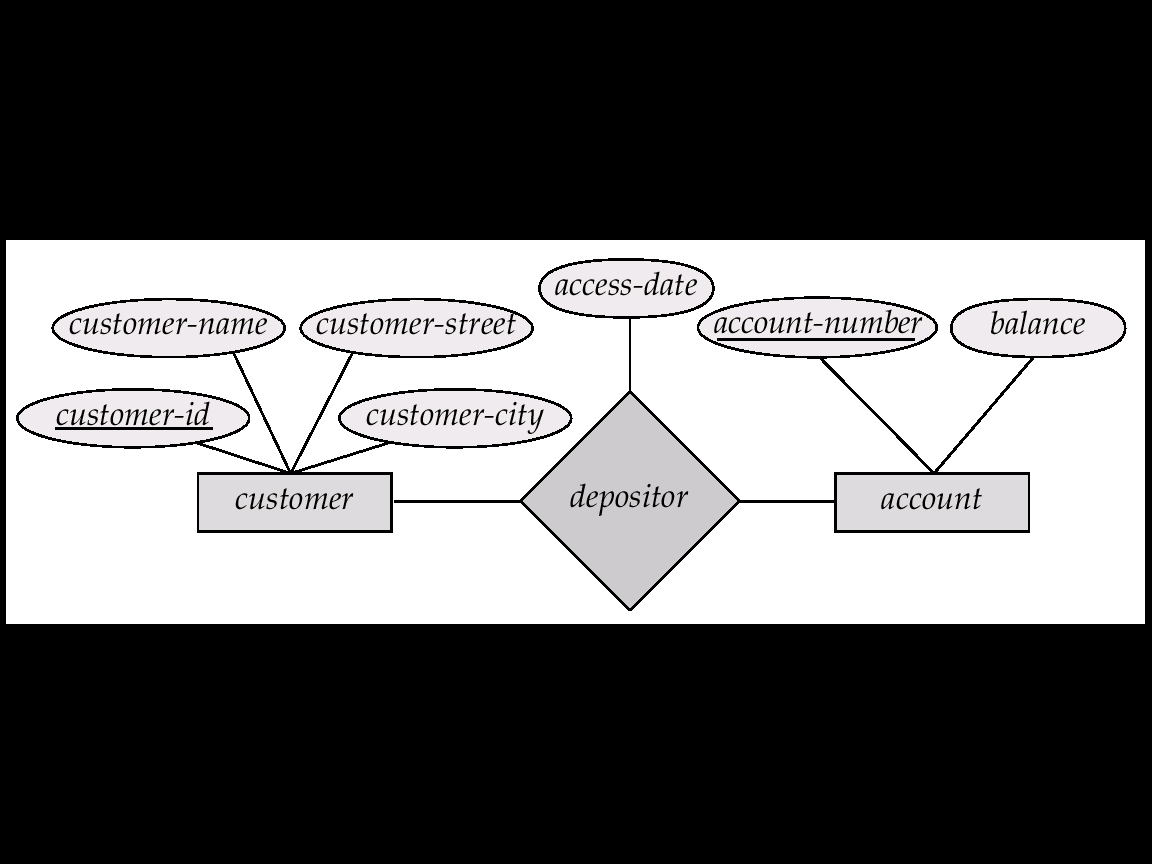 access-date
customer-name
customer-street
account-number
balance
customer-id
customer-city
customer
depositor
account